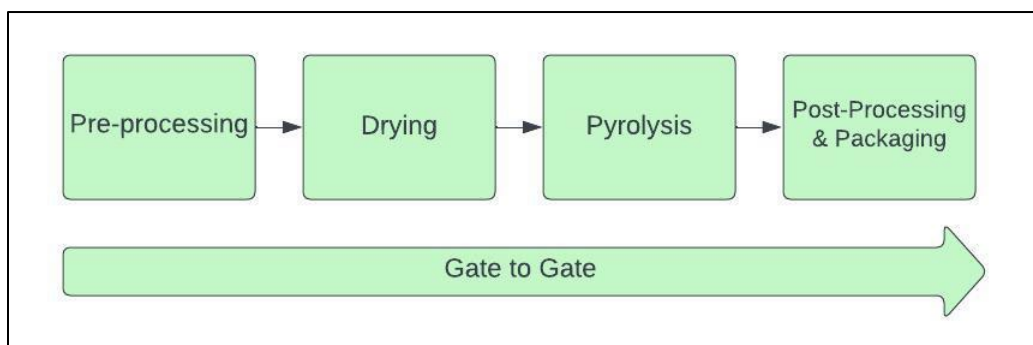 Pre-processing
Drying
Pyrolysis
Post-Processing
& Packaging
Gate to Gate